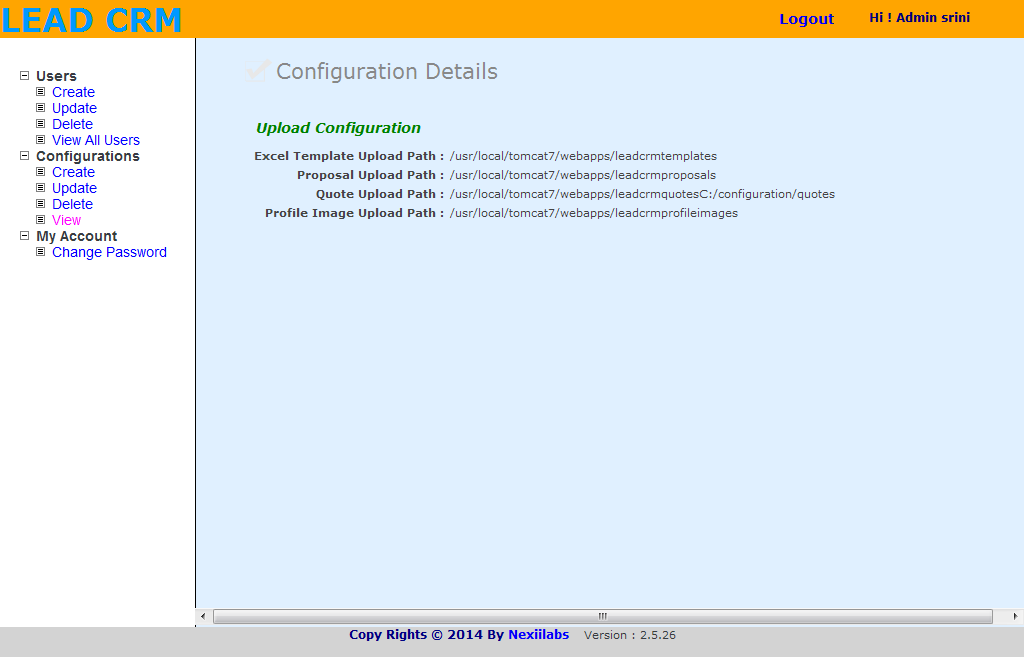 LEAD CRM
Logout
Hi ! Admin srini
Users
Create
Update
Delete
View All Users
Configurations
Create
Update
Delete
View
My Account
Change Password
Configuration Details
Upload Configuration
Excel Template Upload Path : /usr/local/tomcat7/webapps/leadcrmtemplates
Proposal Upload Path : /usr/local/tomcat7/webapps/leadcrmproposals
Quote Upload Path : /usr/local/tomcat7/webapps/leadcrmquotesC:/configuration/quotes
Profile Image Upload Path : /usr/local/tomcat7/webapps/leadcrmprofileimages
Copy Rights © 2014 By Nexiilabs Version : 2.5.26